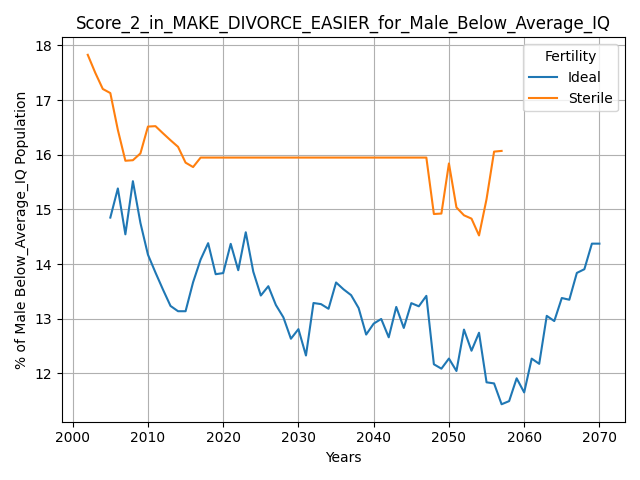 Score_2_in_MAKE_DIVORCE_EASIER_for_Male_Below_Average_IQ
% of Male Below_Average_IQ Population
18
17
16
15
14
13
12
Fertility
Ideal
Sterile
2000 2010 2020 2030 2040 2050 2060 2070
Years